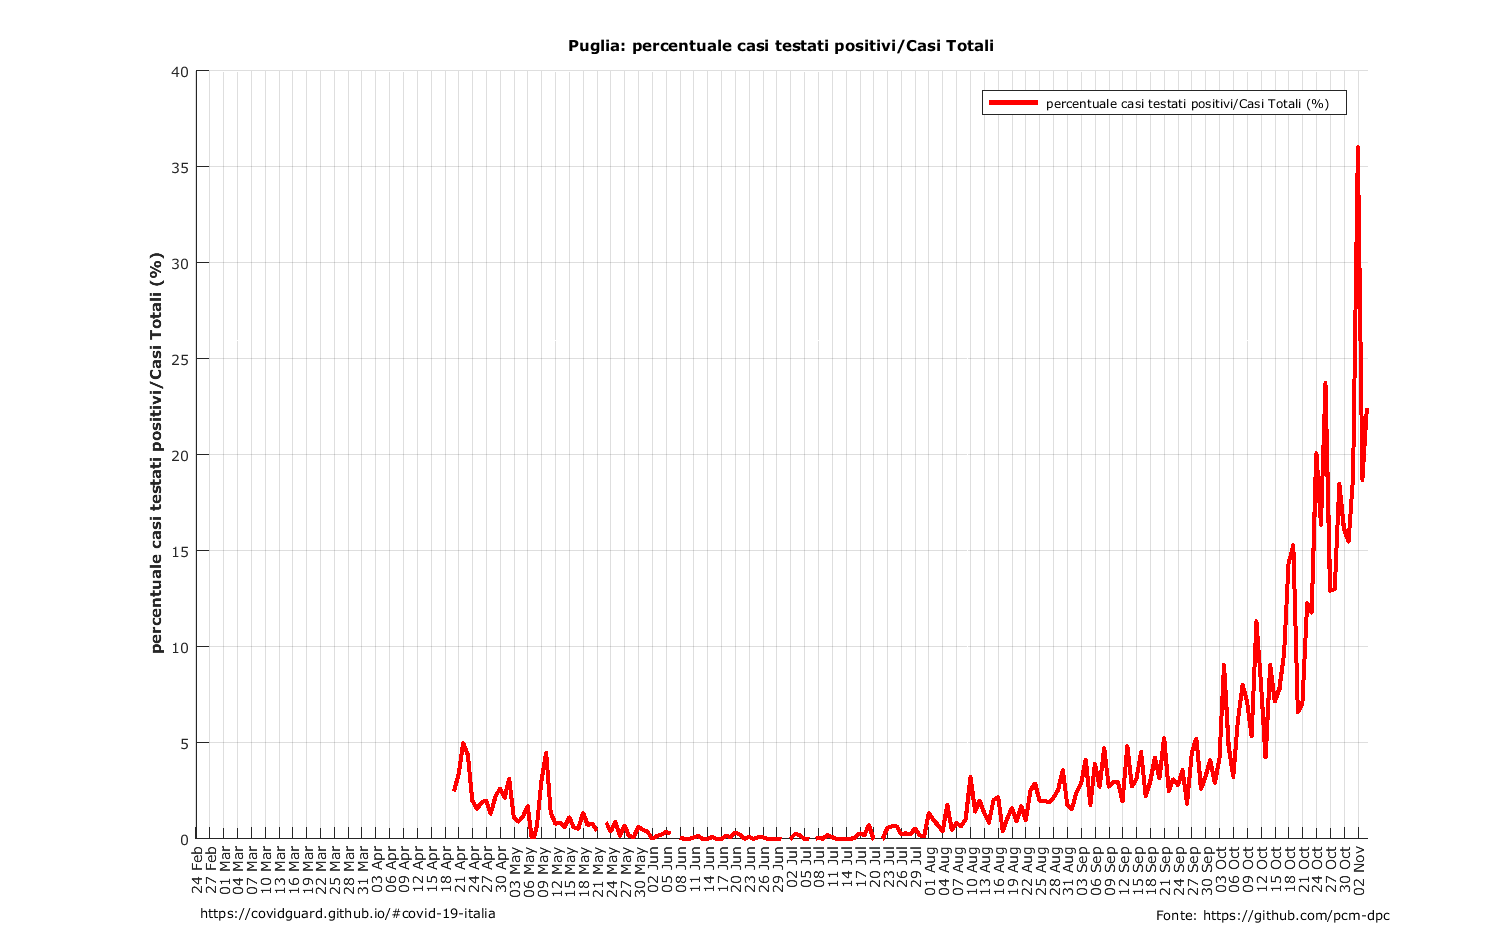 Puglia: percentuale casi testati positivi/Casi Totali
percentuale casi testati positivi/Casi Totali (%)
percentuale casi testati positivi/Casi Totali (%)
40
35
30
25
20
15
10
5
0
24 Feb
27 Feb
01 Mar
04 Mar
07 Mar
10 Mar
13 Mar
16 Mar
19 Mar
22 Mar
25 Mar
28 Mar
31 Mar
03 Apr
06 Apr
09 Apr
12 Apr
15 Apr
18 Apr
21 Apr
24 Apr
27 Apr
30 Apr
03 May
06 May
09 May
12 May
15 May
18 May
21 May
24 May
27 May
30 May
02 Jun
05 Jun
08 Jun
11 Jun
14 Jun
17 Jun
20 Jun
23 Jun
26 Jun
29 Jun
02 Jul
05 Jul
08 Jul
11 Jul
14 Jul
17 Jul
20 Jul
23 Jul
26 Jul
29 Jul
01 Aug
04 Aug
07 Aug
10 Aug
13 Aug
16 Aug
19 Aug
22 Aug
25 Aug
28 Aug
31 Aug
03 Sep
06 Sep
09 Sep
12 Sep
15 Sep
18 Sep
21 Sep
24 Sep
27 Sep
30 Sep
03 Oct
06 Oct
09 Oct
12 Oct
15 Oct
18 Oct
21 Oct
24 Oct
27 Oct
30 Oct
02 Nov
https://covidguard.github.io/#covid-19-italia
Fonte: https://github.com/pcm-dpc